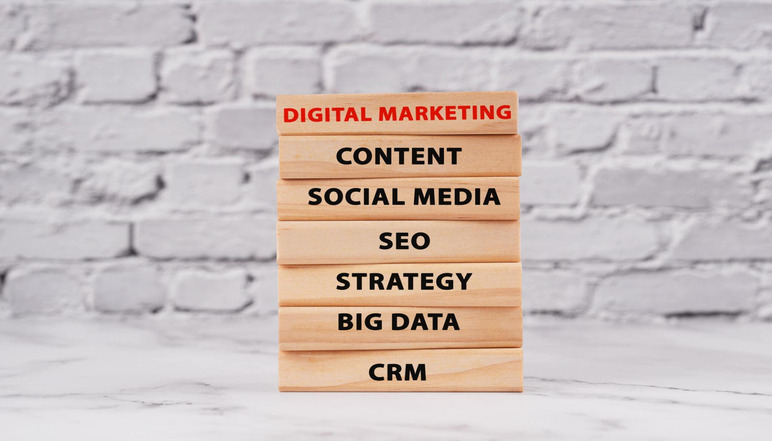 DIGITAL MARKETING
CONTENT
SOCIAL MEDIA
SEO
STRATEGY
BIG DATA
CRM